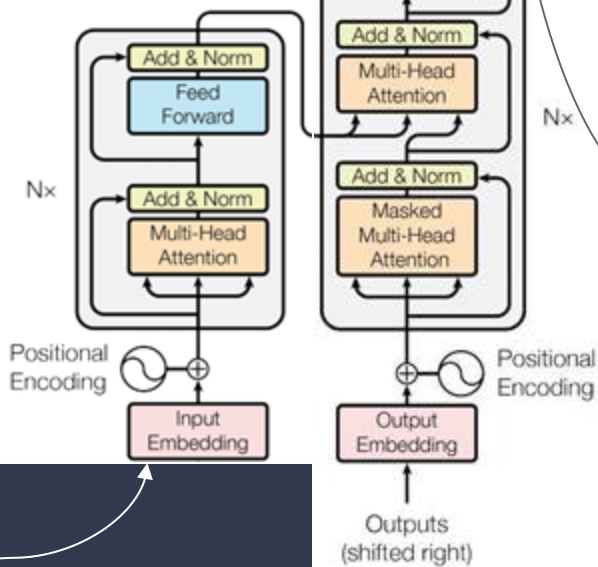 Add & Norm
Feed
Forward
Nx
Add & Norm
Multi-Head
Attention
Positional
Encoding
Input
Embedding
Add & Norm
Multi-Head
Attention
Nx
Add & Norm
Masked
Multi-Head
Attention
Positional
Encoding
Output
Embedding
Outputs
(shifted right)